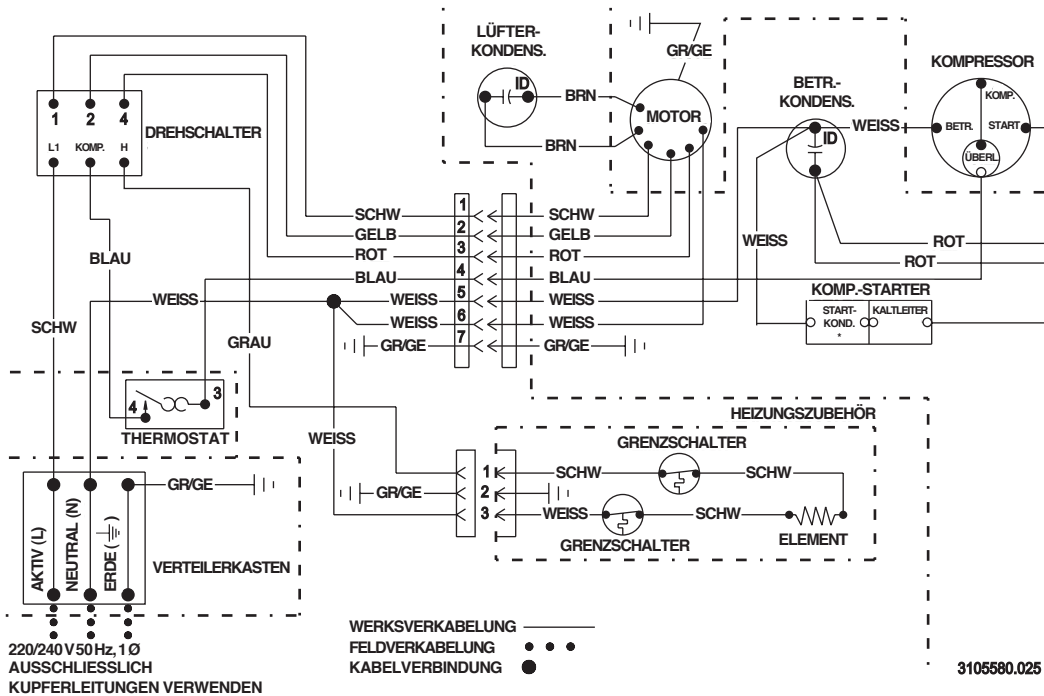 LÜFTER-
KONDENS.
ID
BRN
BRN
GR/GE
MOTOR
BETR.-
KONDENS.
ID
WEISS
KOMPRESSOR
KOMP.
BETR.
START
ÜBERL.
1 2 4
L1 KOMP. H
DREHSCHALTER
SCHW 1 SCHW
GELB 2 GELB
ROT 3 ROT
BLAU 4 BLAU
WEISS WEISS 5 WEISS
WEISS 6 WEISS
GR/GE 7 GR/GE
BLAU
SCHW
GRAU
WEISS
ROT
ROT
KOMP.-STARTER
START-
KOND.
*
KALTLEITER
4 3
THERMOSTAT
WEISS
HEIZUNGSZUBEHÖR
GRENZSCHALTER
1 SCHW SCHW
GR/GE 2
3 WEISS SCHW
GRENZSCHALTER
ELEMENT
GR/GE
AKTIV (L)
NEUTRAL (N)
ERDE ( )
VERTEILERKASTEN
220/240 V 50 Hz, 1 Ø
AUSSCHLIESSLICH
KUPFERLEITUNGEN VERWENDEN
WERKSVERKABELUNG
FELDVERKABELUNG
KABELVERBINDUNG
3105580.025